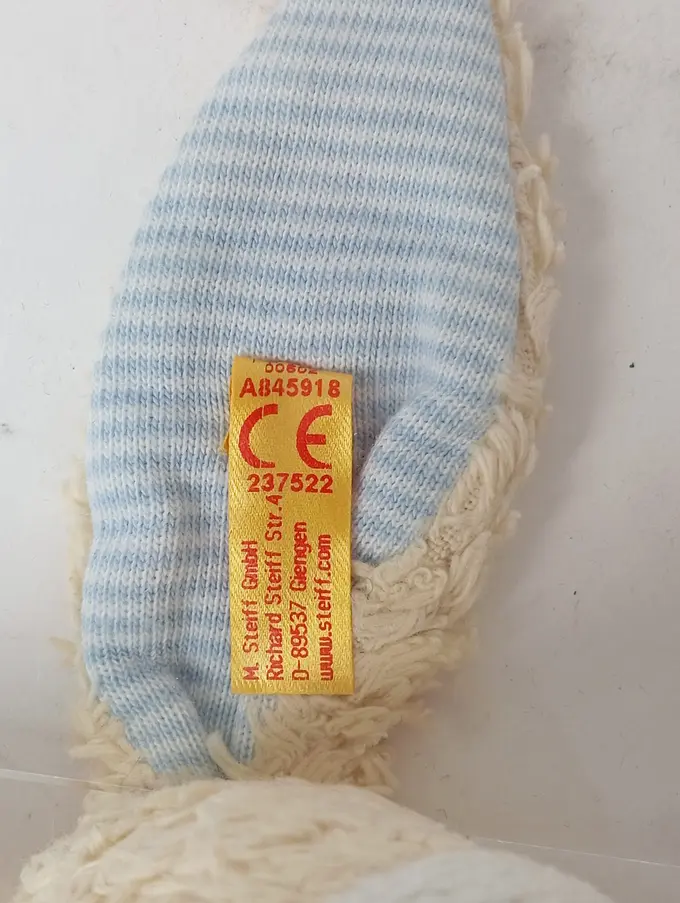 A845918
CE
237522
M. Steiff GmbH
Richard Steiff Str.4
D-89537 Giengen
www.steiff.com